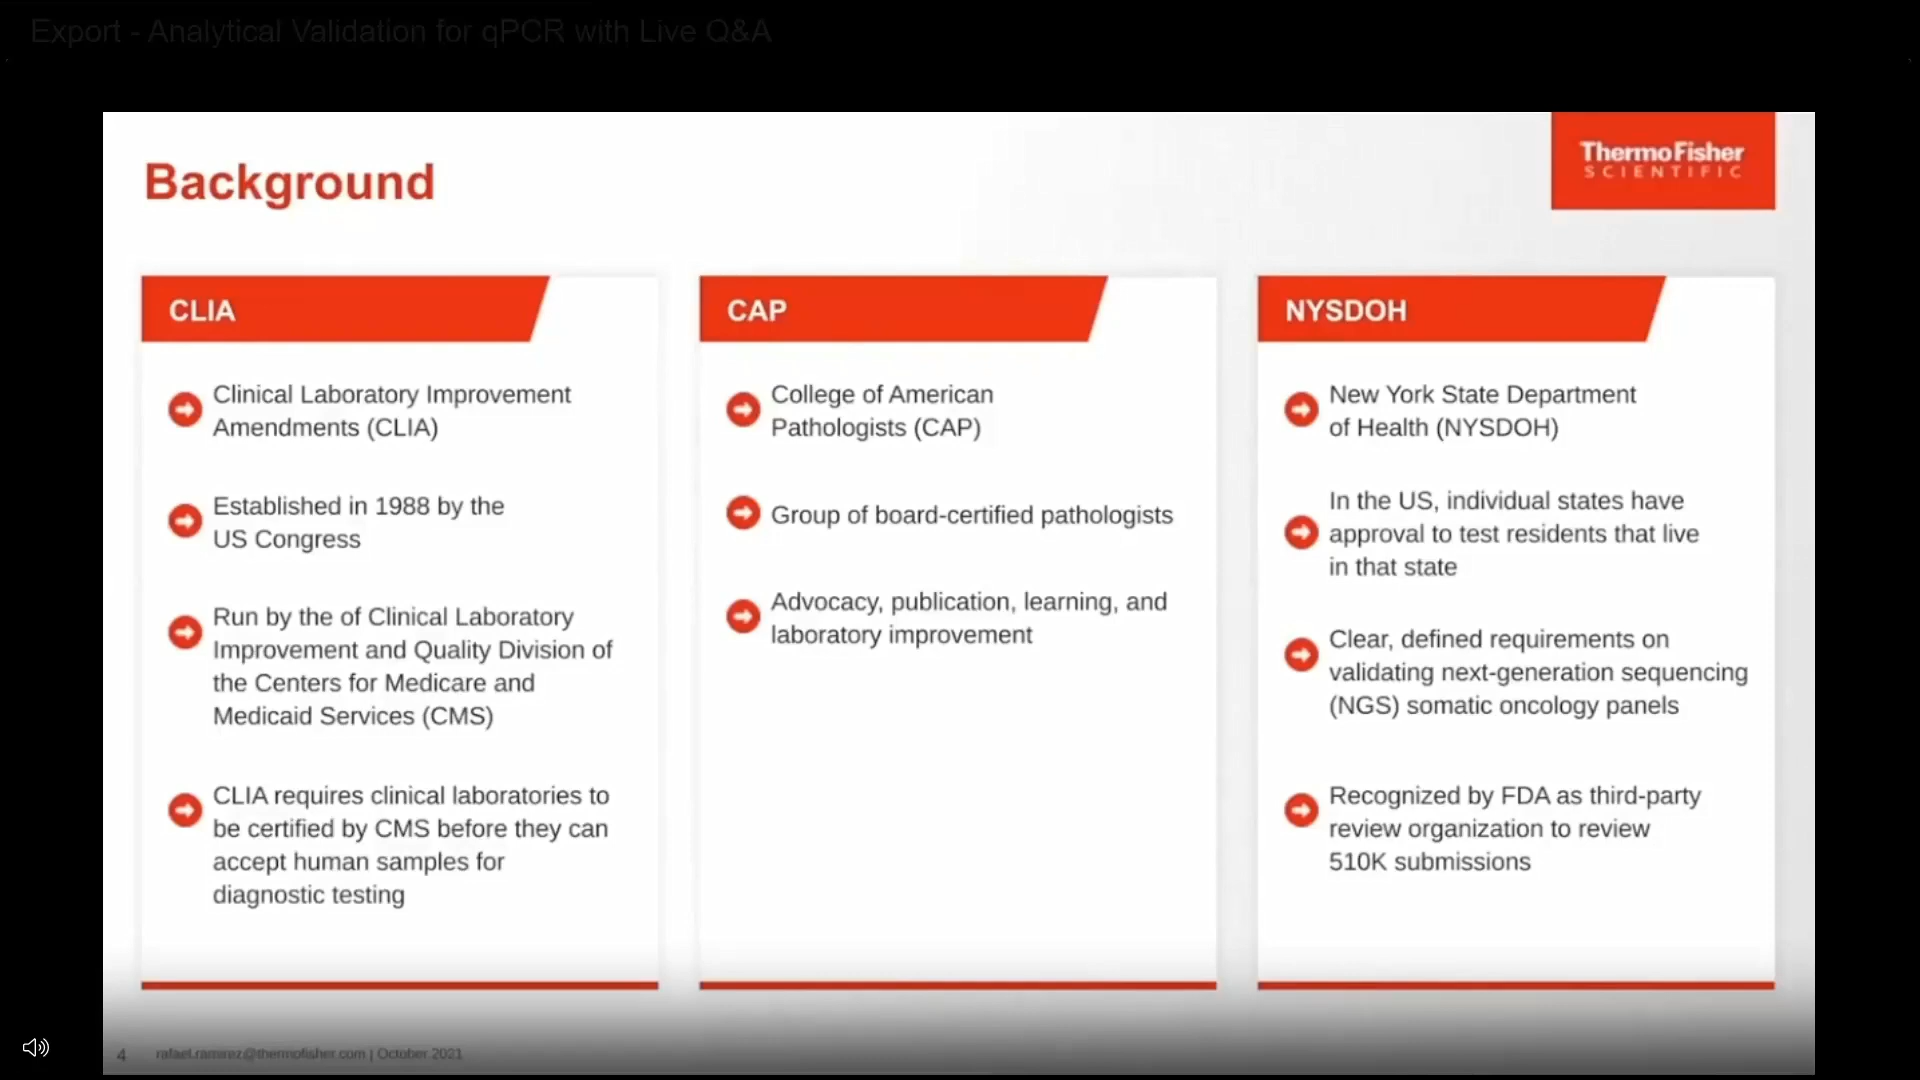 Export - Analytical Validation for qPCR with Live Q&A
Background
ThermoFisher
SCIENTIFIC
CLIA
Clinical Laboratory Improvement
Amendments (CLIA)
Established in 1988 by the
US Congress
Run by the of Clinical Laboratory
Improvement and Quality Division of
the Centers for Medicare and
Medicaid Services (CMS)
CLIA requires clinical laboratories to
be certified by CMS before they can
accept human samples for
diagnostic testing
CAP
College of American
Pathologists (CAP)
Group of board-certified pathologists
Advocacy, publication, learning, and
laboratory improvement
NYSDOH
New York State Department
of Health (NYSDOH)
In the US, individual states have
approval to test residents that live
in that state
Clear, defined requirements on
validating next-generation sequencing
(NGS) somatic oncology panels
Recognized by FDA as third-party
review organization to review
510K submissions
4 rafael.ramirez@thermofisher.com | October 2021